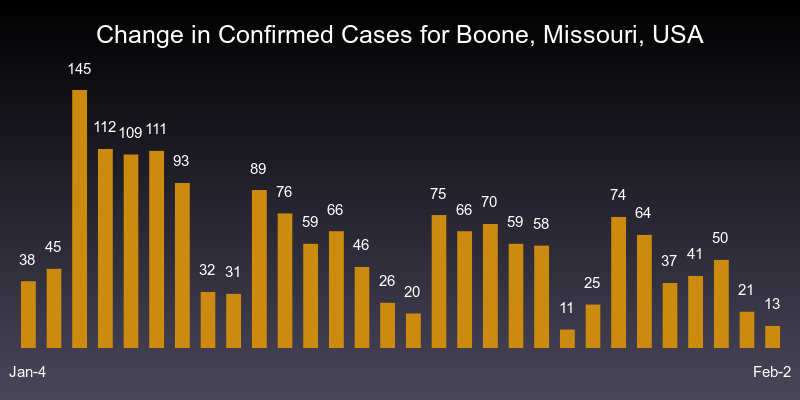 Change in Confirmed Cases for Boone, Missouri, USA
38 45 145 112 109 111 93 32 31 89 76 59 66 46 26 20 75 66 70 59 58 11 25 74 64 37 41 50 21 13
Jan-4 Feb-2